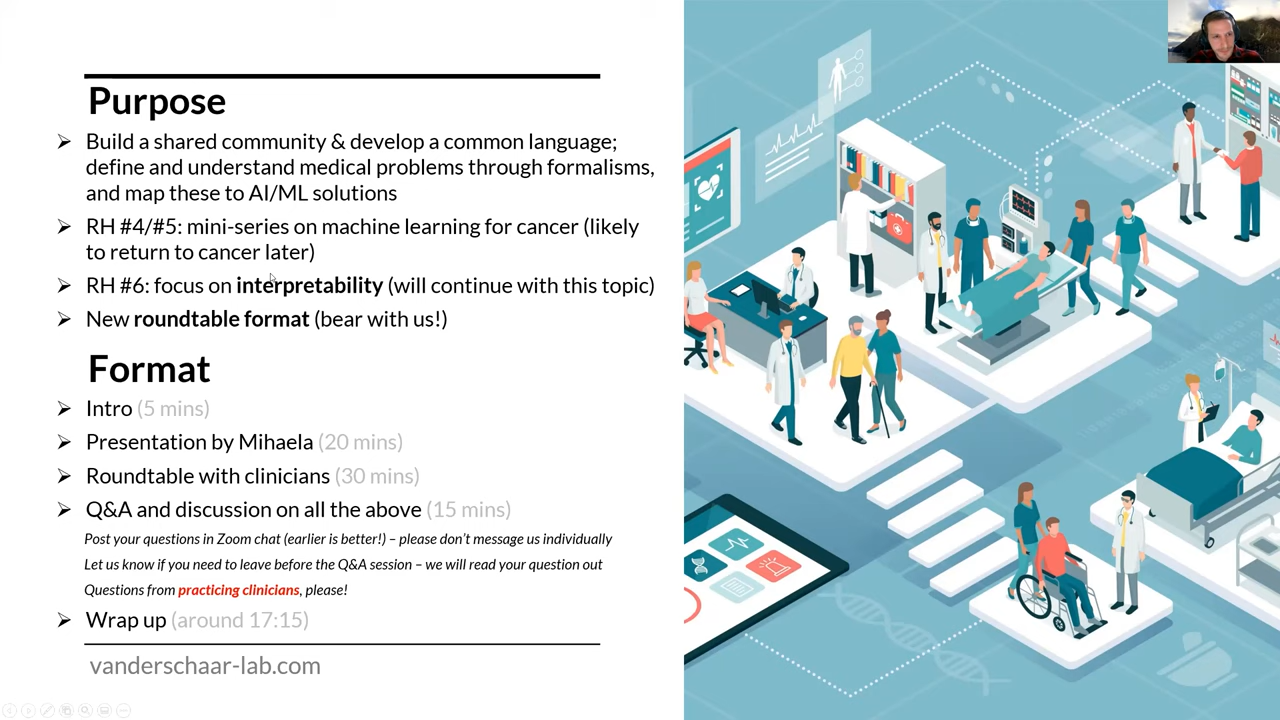 Purpose
Build a shared community & develop a common language;
define and understand medical problems through formalisms,
and map these to AI/ML solutions
RH #4/#5: mini-series on machine learning for cancer (likely
to return to cancer later)
RH #6: focus on interpretability (will continue with this topic)
New roundtable format (bear with us!)
Format
Intro (5 mins)
Presentation by Mihaela (20 mins)
Roundtable with clinicians (30 mins)
Q&A and discussion on all the above (15 mins)
Post your questions in Zoom chat (earlier is better!) – please don't message us individually
Let us know if you need to leave before the Q&A session – we will read your question out
Questions from practicing clinicians, please!
Wrap up (around 17:15)
vanderschaar-lab.com